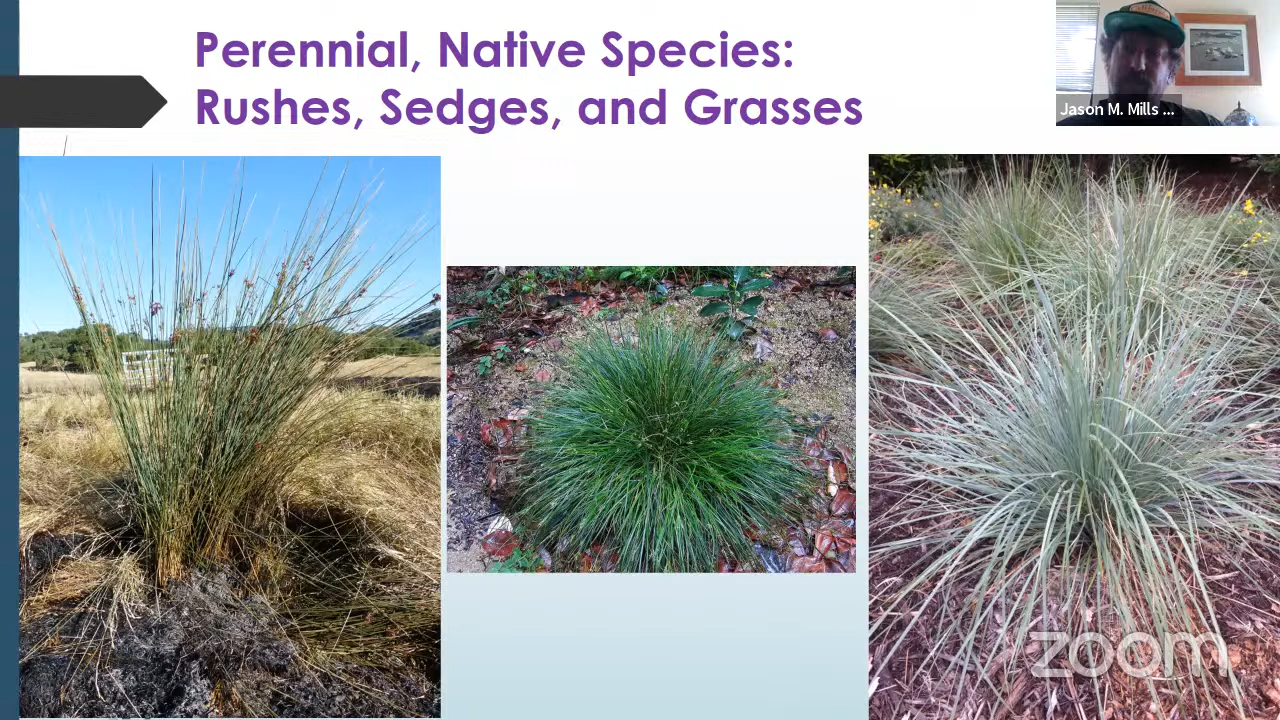 Perennial, Native Species:
Rushes, Sedges, and Grasses
Jason M. Mills ...
zoom